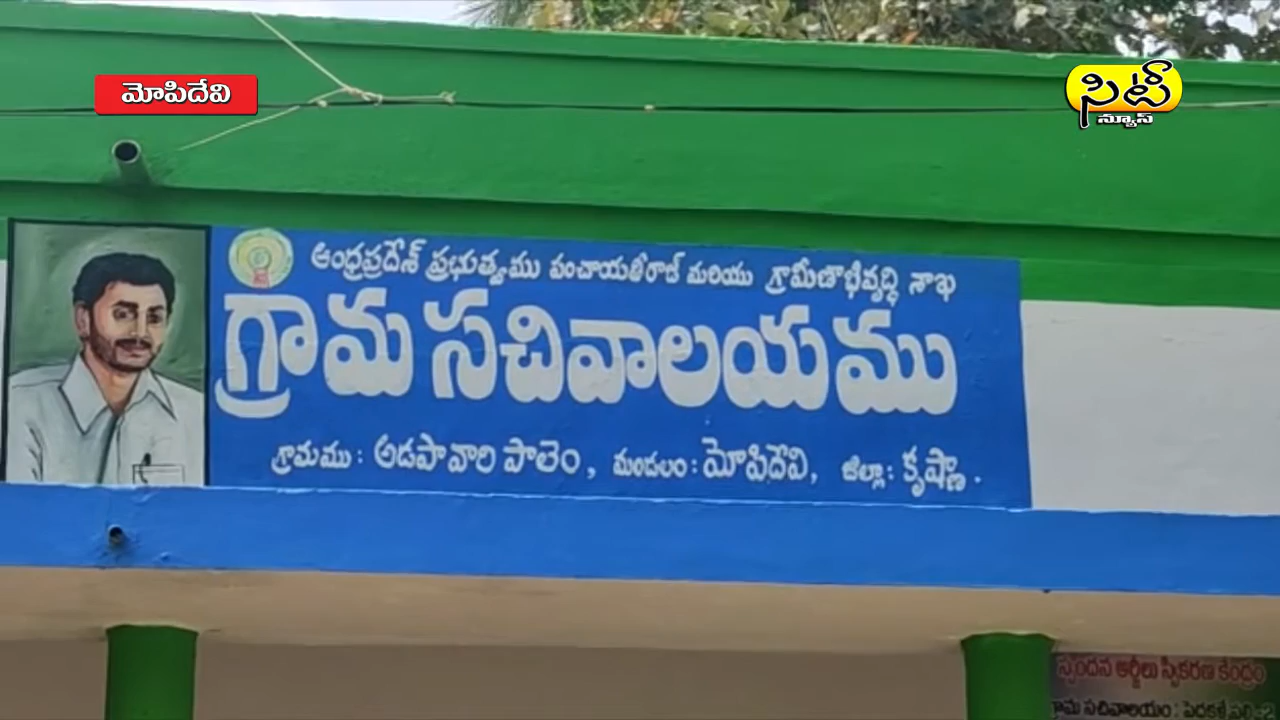 మోపిదేవి
సిటీ
న్యూస్
ఆంధ్రప్రదేశ్ ప్రభుత్వము పంచాయతీరాజ్ మరియు గ్రామీణాభివృద్ధి శాఖ
గ్రామ సచివాలయము
గ్రామము : అడపావారి పాలెం, మండలం : మోపిదేవి, జిల్లా : కృష్ణా.
స్పందన అర్జీలు స్వీకరణ కేంద్రం
గ్రామ సచివాలయం :